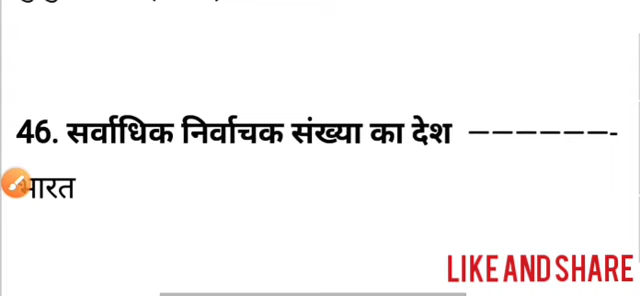 46. सर्वाधिक निर्वाचक संख्या का देश ––––––-
भारत
LIKE AND SHARE